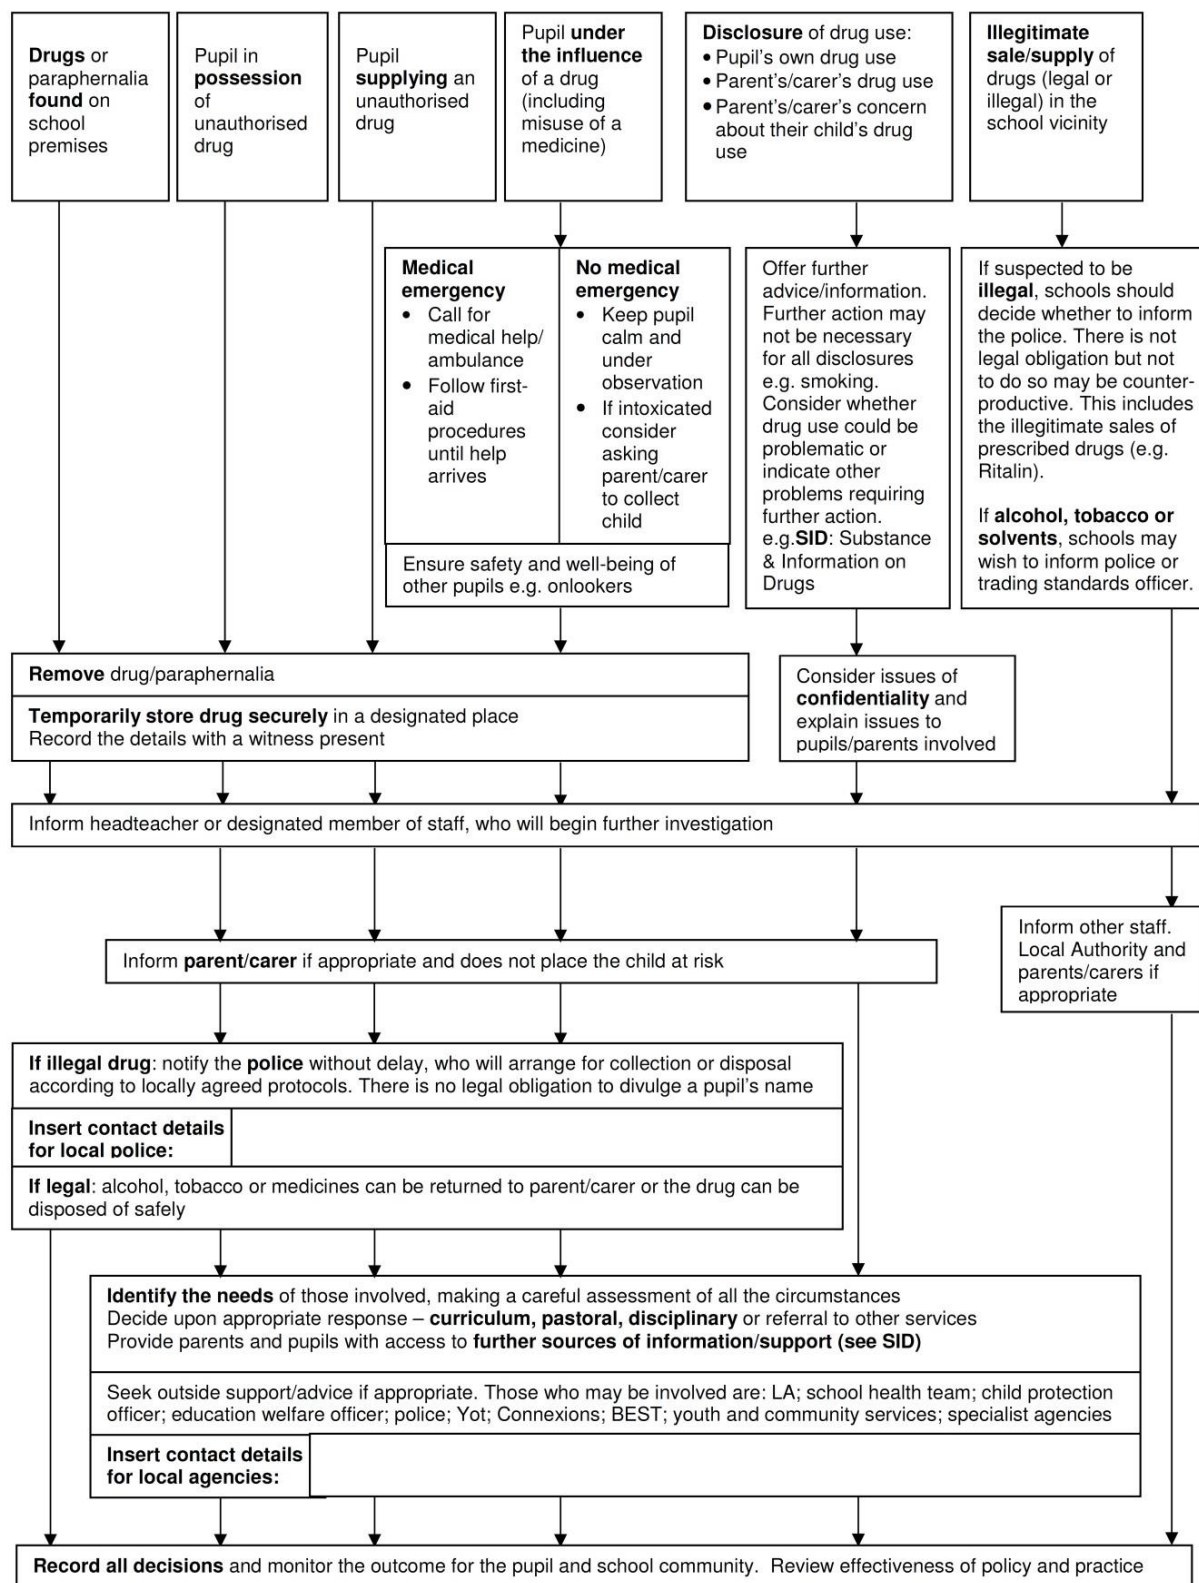 Drugs or
paraphernalia
found on
school
premises
Pupil in
possession
of
unauthorised
drug
Pupil
supplying an
unauthorised
drug
Pupil under
the influence
of a drug
(including
misuse of a
medicine)
Disclosure of drug use:
• Pupil's own drug use
• Parent's/carer's drug use
• Parent's/carer's concern
about their child's drug
use
Illegitimate
sale/supply of
drugs (legal or
illegal) in the
school vicinity
Medical
emergency
• Call for
medical help/
ambulance
• Follow first-
aid
procedures
until help
arrives
No medical
emergency
• Keep pupil
calm and
under
observation
• If intoxicated
consider
asking
parent/carer
to collect
child
Ensure safety and well-being of
other pupils e.g. onlookers
Offer further
advice/information.
Further action may
not be necessary
for all disclosures
e.g. smoking.
Consider whether
drug use could be
problematic or
indicate other
problems requiring
further action.
e.g.SID: Substance
& Information on
Drugs
If suspected to be
illegal, schools should
decide whether to inform
the police. There is not
legal obligation but not
to do so may be counter-
productive. This includes
the illegitimate sales of
prescribed drugs (e.g.
Ritalin).
If alcohol, tobacco or
solvents, schools may
wish to inform police or
trading standards officer.
Remove drug/paraphernalia
Temporarily store drug securely in a designated place
Record the details with a witness present
Consider issues of
confidentiality and
explain issues to
pupils/parents involved
Inform headteacher or designated member of staff, who will begin further investigation
Inform parent/carer if appropriate and does not place the child at risk
Inform other staff.
Local Authority and
parents/carers if
appropriate
If illegal drug: notify the police without delay, who will arrange for collection or disposal
according to locally agreed protocols. There is no legal obligation to divulge a pupil's name
Insert contact details
for local police:
If legal: alcohol, tobacco or medicines can be returned to parent/carer or the drug can be
disposed of safely
Identify the needs of those involved, making a careful assessment of all the circumstances
Decide upon appropriate response – curriculum, pastoral, disciplinary or referral to other services
Provide parents and pupils with access to further sources of information/support (see SID)
Seek outside support/advice if appropriate. Those who may be involved are: LA; school health team; child protection
officer; education welfare officer; police; Yot; Connexions; BEST; youth and community services; specialist agencies
Insert contact details
for local agencies:
Record all decisions and monitor the outcome for the pupil and school community. Review effectiveness of policy and practice